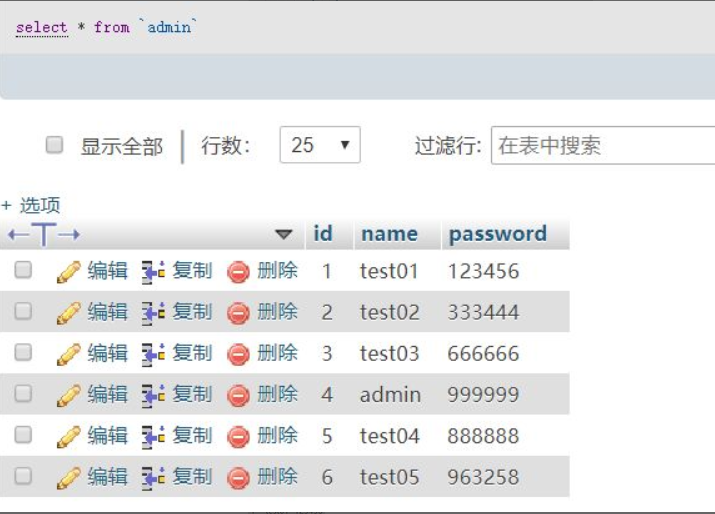 select * from `admin`
显示全部 行数： 25 过滤行: 在表中搜索
+ 选项
←T→ id name password
编辑 复制 删除 1 test01 123456
编辑 复制 删除 2 test02 333444
编辑 复制 删除 3 test03 666666
编辑 复制 删除 4 admin 999999
编辑 复制 删除 5 test04 888888
编辑 复制 删除 6 test05 963258